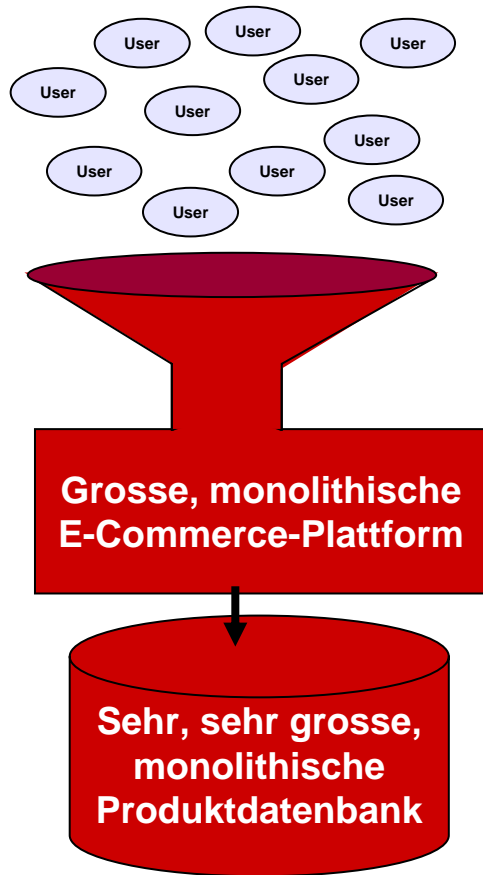 User
User
User
User
User
User
User
User
User
User
User
Grosse, monolithische
E-Commerce-Plattform
Sehr, sehr grosse,
monolithische
Produktdatenbank